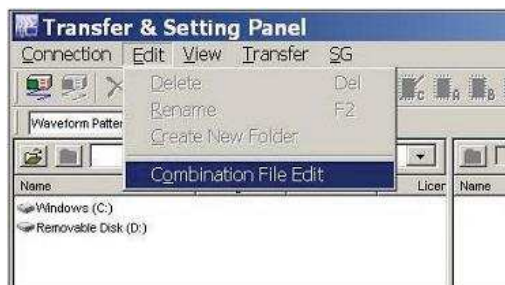 Transfer & Setting Panel
Connection Edit View Transfer SG
Delete Del
Rename F2
Create New Folder
Combination File Edit
Waveform Patter
Name Licer Name
Windows (C:)
Removable Disk (D:)